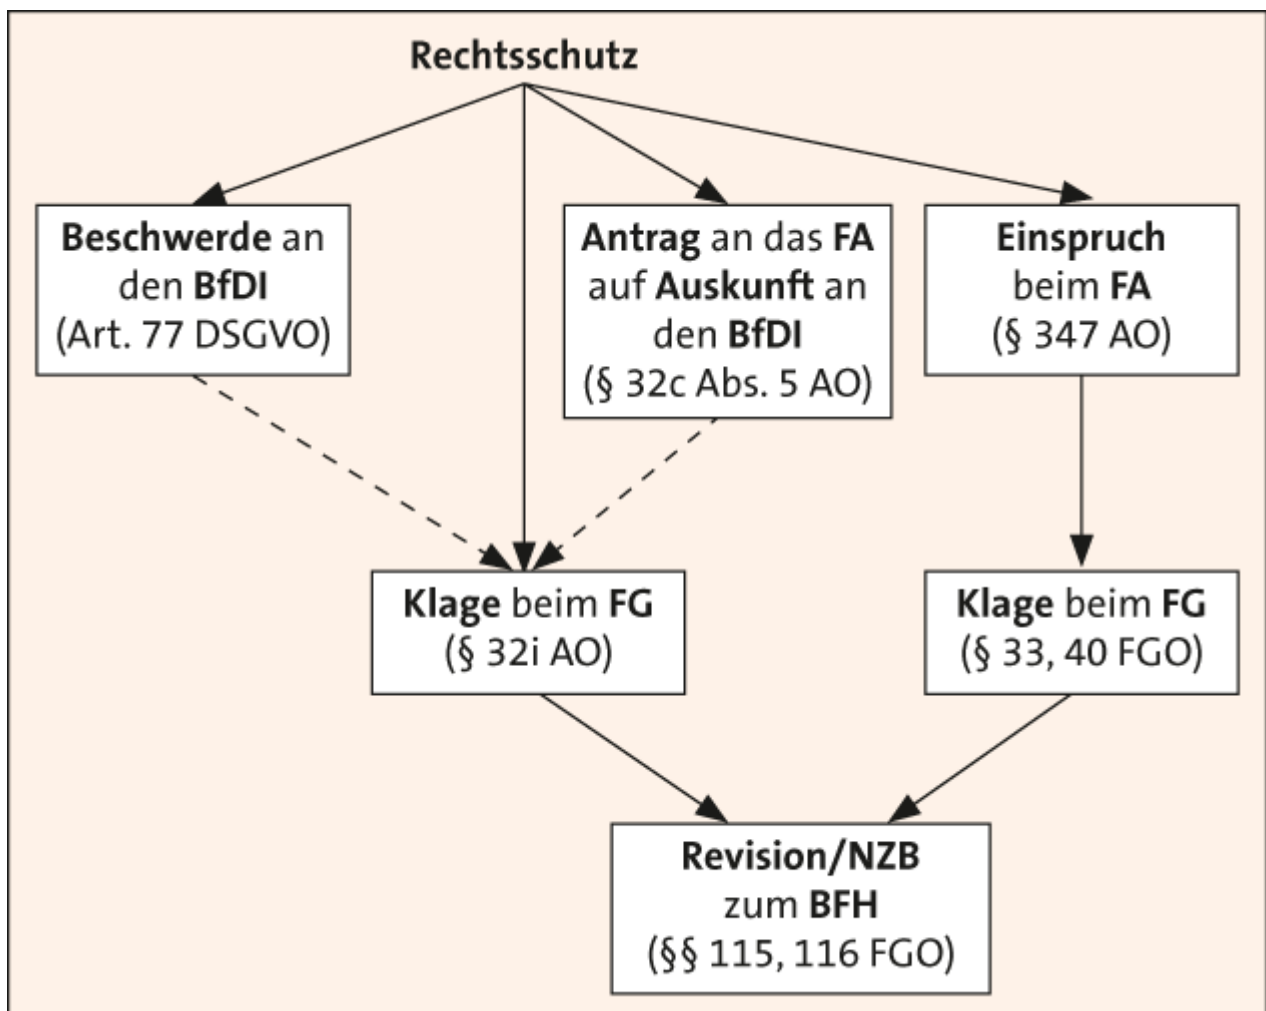 Rechtsschutz
Beschwerde an
den BfDI
(Art. 77 DSGVO)
Antrag an das FA
auf Auskunft an
den BfDI
(§ 32c Abs. 5 AO)
Einspruch
beim FA
(§ 347 AO)
Klage beim FG
(§ 32i AO)
Klage beim FG
(§ 33, 40 FGO)
Revision/NZB
zum BFH
(§§ 115, 116 FGO)